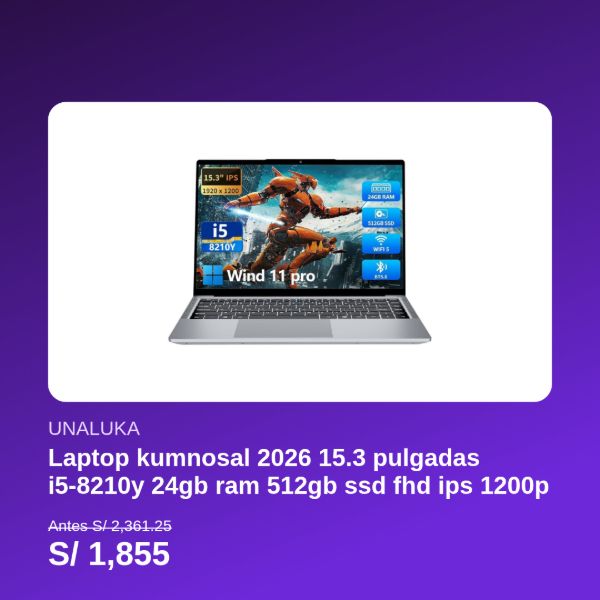 15.3" IPS
1920 x 1200
i5
8210Y
Wind 11 pro
24GB RAM
512GB SSD
WIFI 5
UNALUKA
Laptop kumnosal 2026 15.3 pulgadas
i5-8210y 24gb ram 512gb ssd fhd ips 1200p
Antes S/ 2,361.25
S/ 1,855